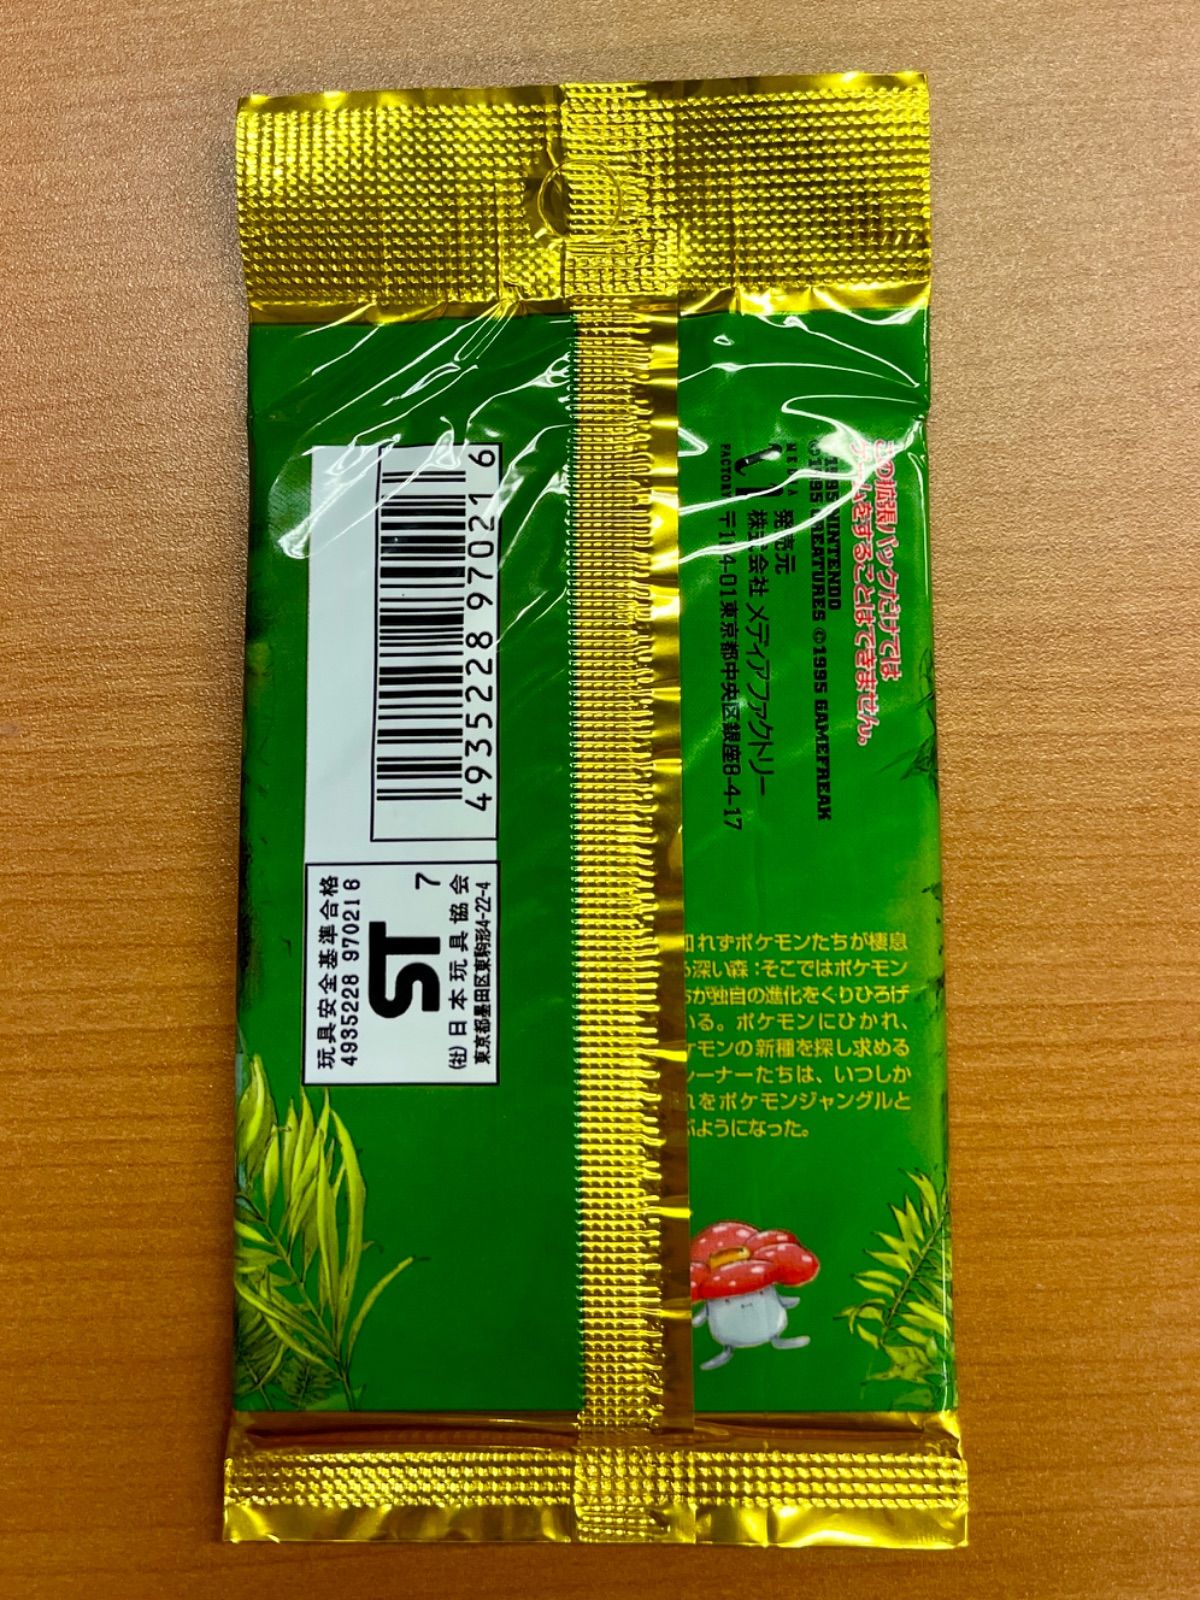 この拡張パックだけでは
ゲームをすることはできません。
©1995 NINTENDO
©1995 CREATURES ©1995 GAMEFREAK
MEDIA
FACTORY
発売元
株式会社 メディアファクトリー
東京都中央区銀座8-4-17
4935228 970216
玩具安全基準合格
4935228 970216
ST
7
(社)日本玩具協会
東京都墨田区東駒形4-22-4
れずポケモンたちが棲息
深い森：そこではポケモン
が独自の進化をくりひろげ
いる。ポケモンにひかれ、
ケモンの新種を探し求める
レーナーたちは、いつしか
れをポケモンジャングルと
ぶようになった。